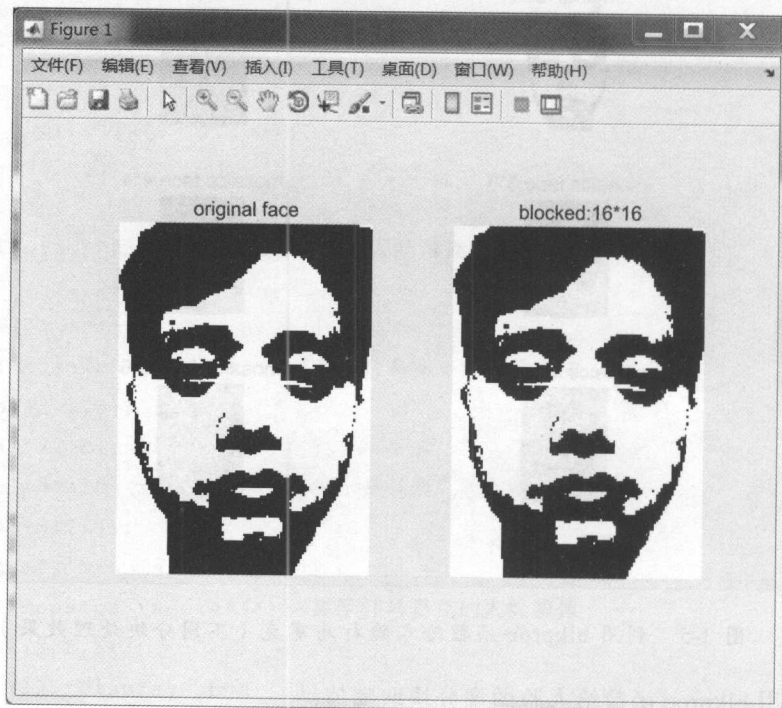 Figure 1
文件(F) 编辑(E) 查看(V) 插入(I) 工具(T) 桌面(D) 窗口(W) 帮助(H)
original face
blocked:16*16